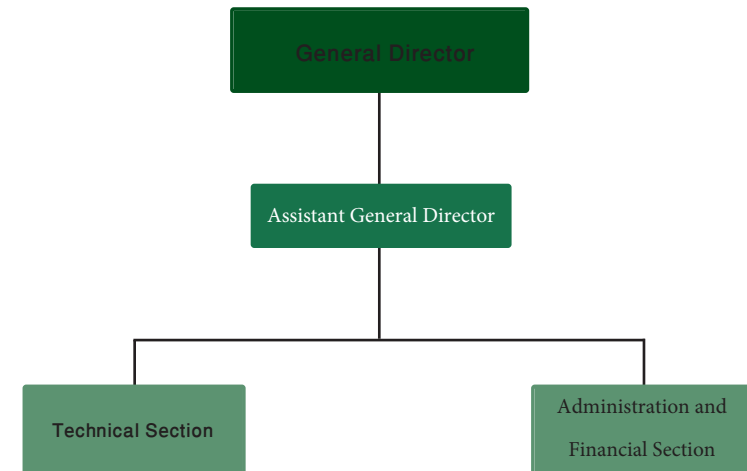 General Director
Assistant General Director
Technical Section
Administration and
Financial Section